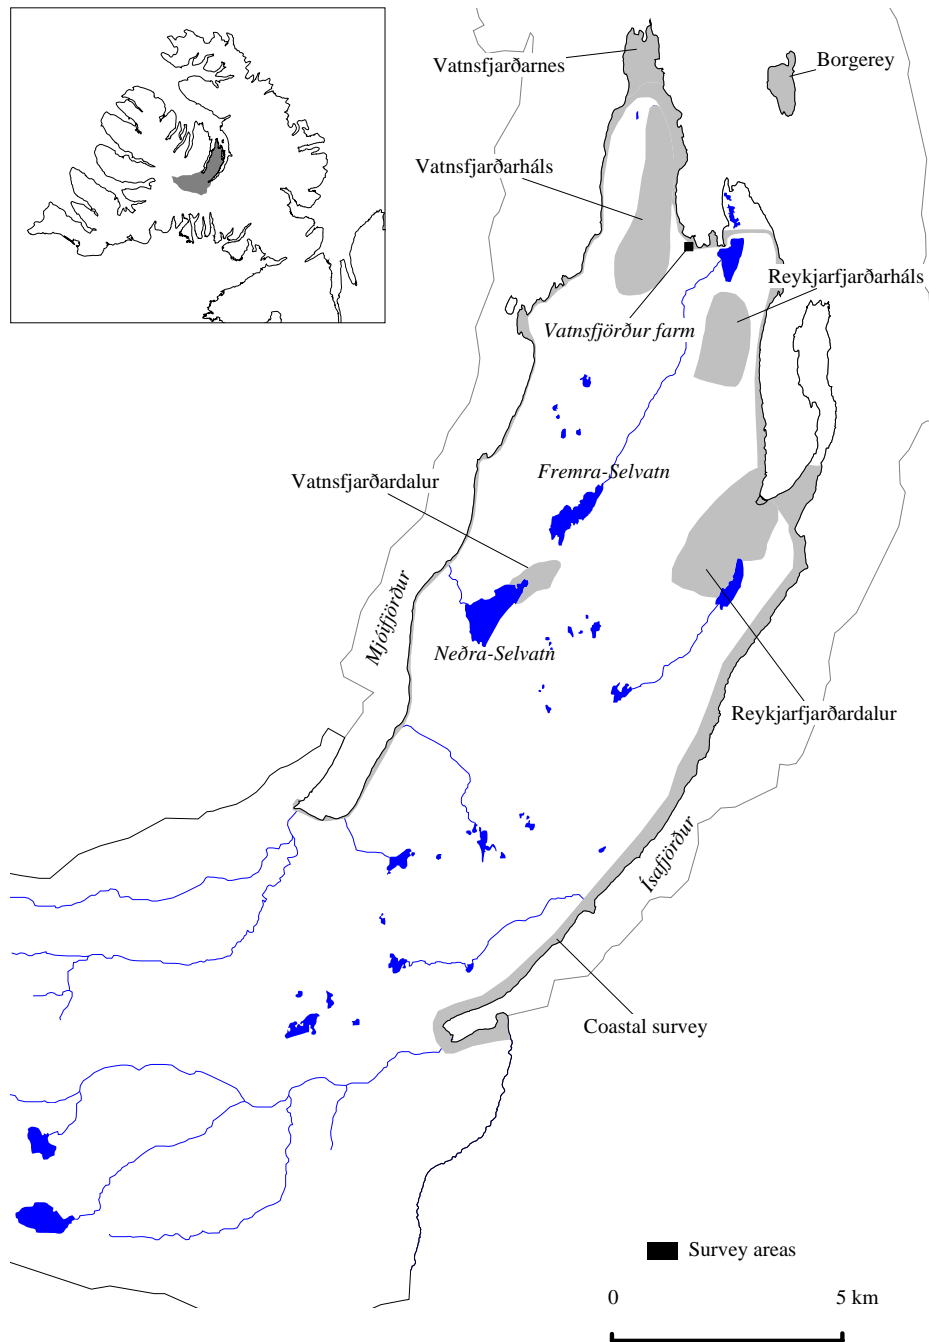 Vatnsfjarðarnes
Borgerey
Vatnsfjarðarháls
Reykjarfjarðarháls
Vatnsfjörður farm
Fremra-Selvatn
Vatnsfjarðardalur
Mjóifjörður
Neðra-Selvatn
Reykjarfjarðardalur
Ísafjörður
Coastal survey
Survey areas
0 5 km